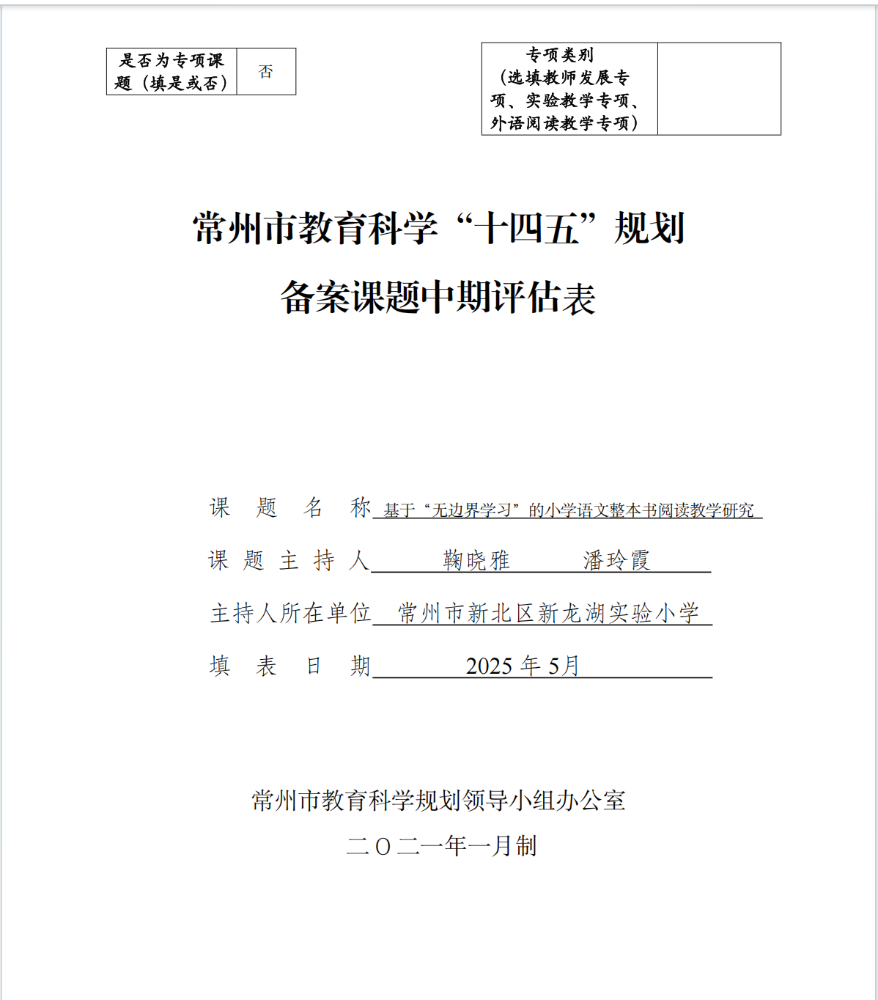 是否为专项课
题（填是或否）
否
专项类别
（选填教师发展专
项、实验教学专项、
外语阅读教学专项）
常州市教育科学“十四五”规划
备案课题中期评估表
课 题 名 称 基于“无边界学习”的小学语文整本书阅读教学研究
课 题 主 持 人 鞠晓雅 潘玲霞
主持人所在单位 常州市新北区新龙湖实验小学
填 表 日 期 2025 年 5月
常州市教育科学规划领导小组办公室
二O二一年一月制